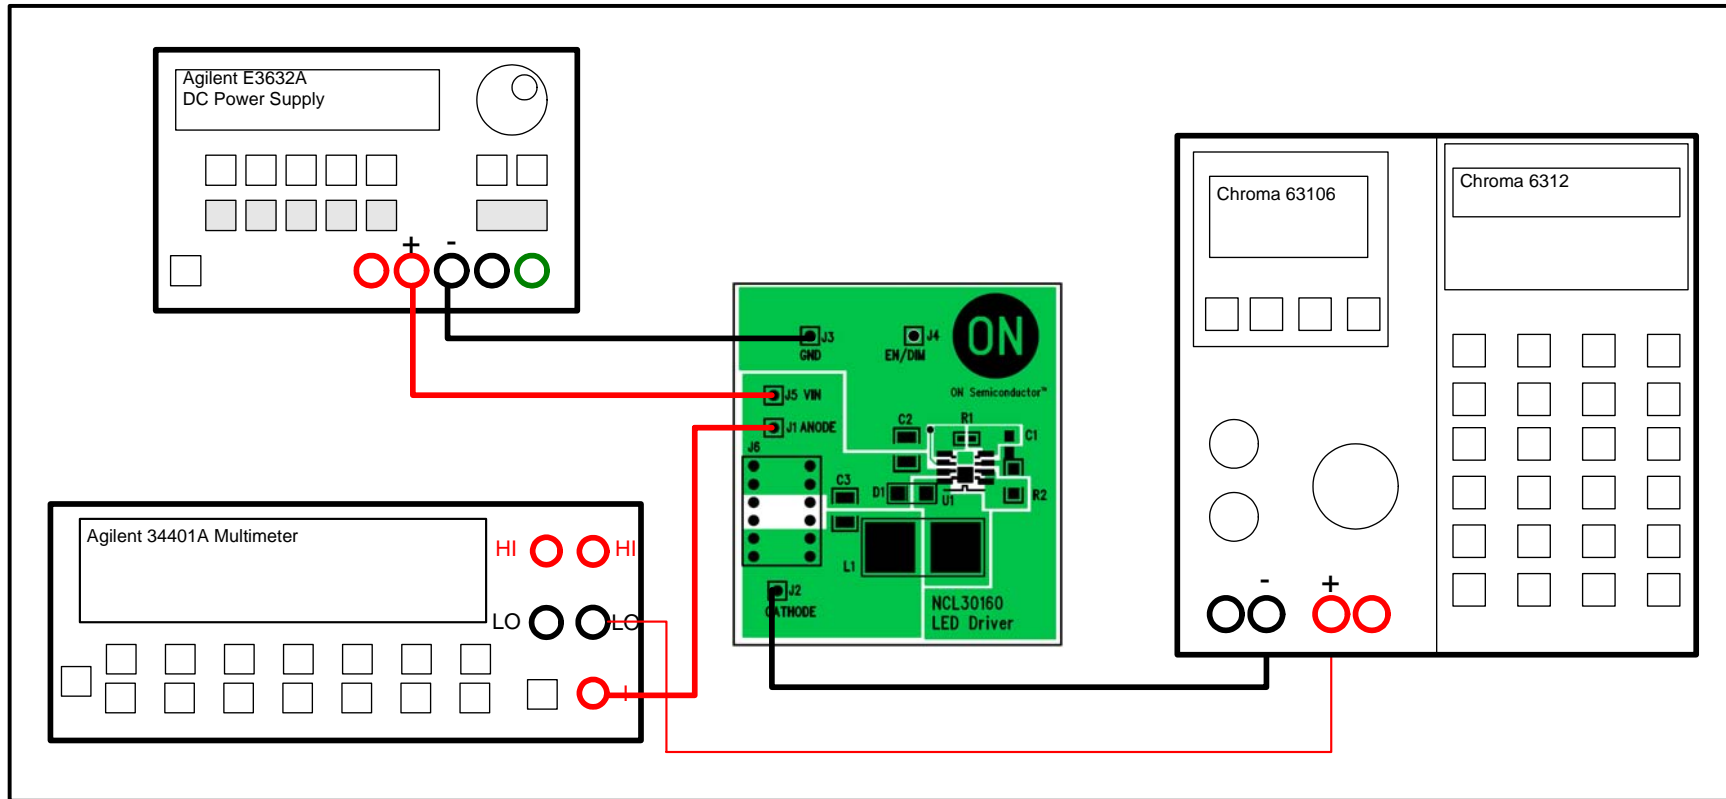 Agilent E3632A
DC Power Supply
+ -
Agilent 34401A Multimeter
HI HI
LO LO
I
J3
GND
J4
EN/DIM
ON
ON Semiconductor™
J5 VIN
J1 ANODE
J6
C2
R1
C1
C3
D1
U1
R2
L1
J2
CATHODE
NCL30160
LED Driver
Chroma 63106
Chroma 6312
- +